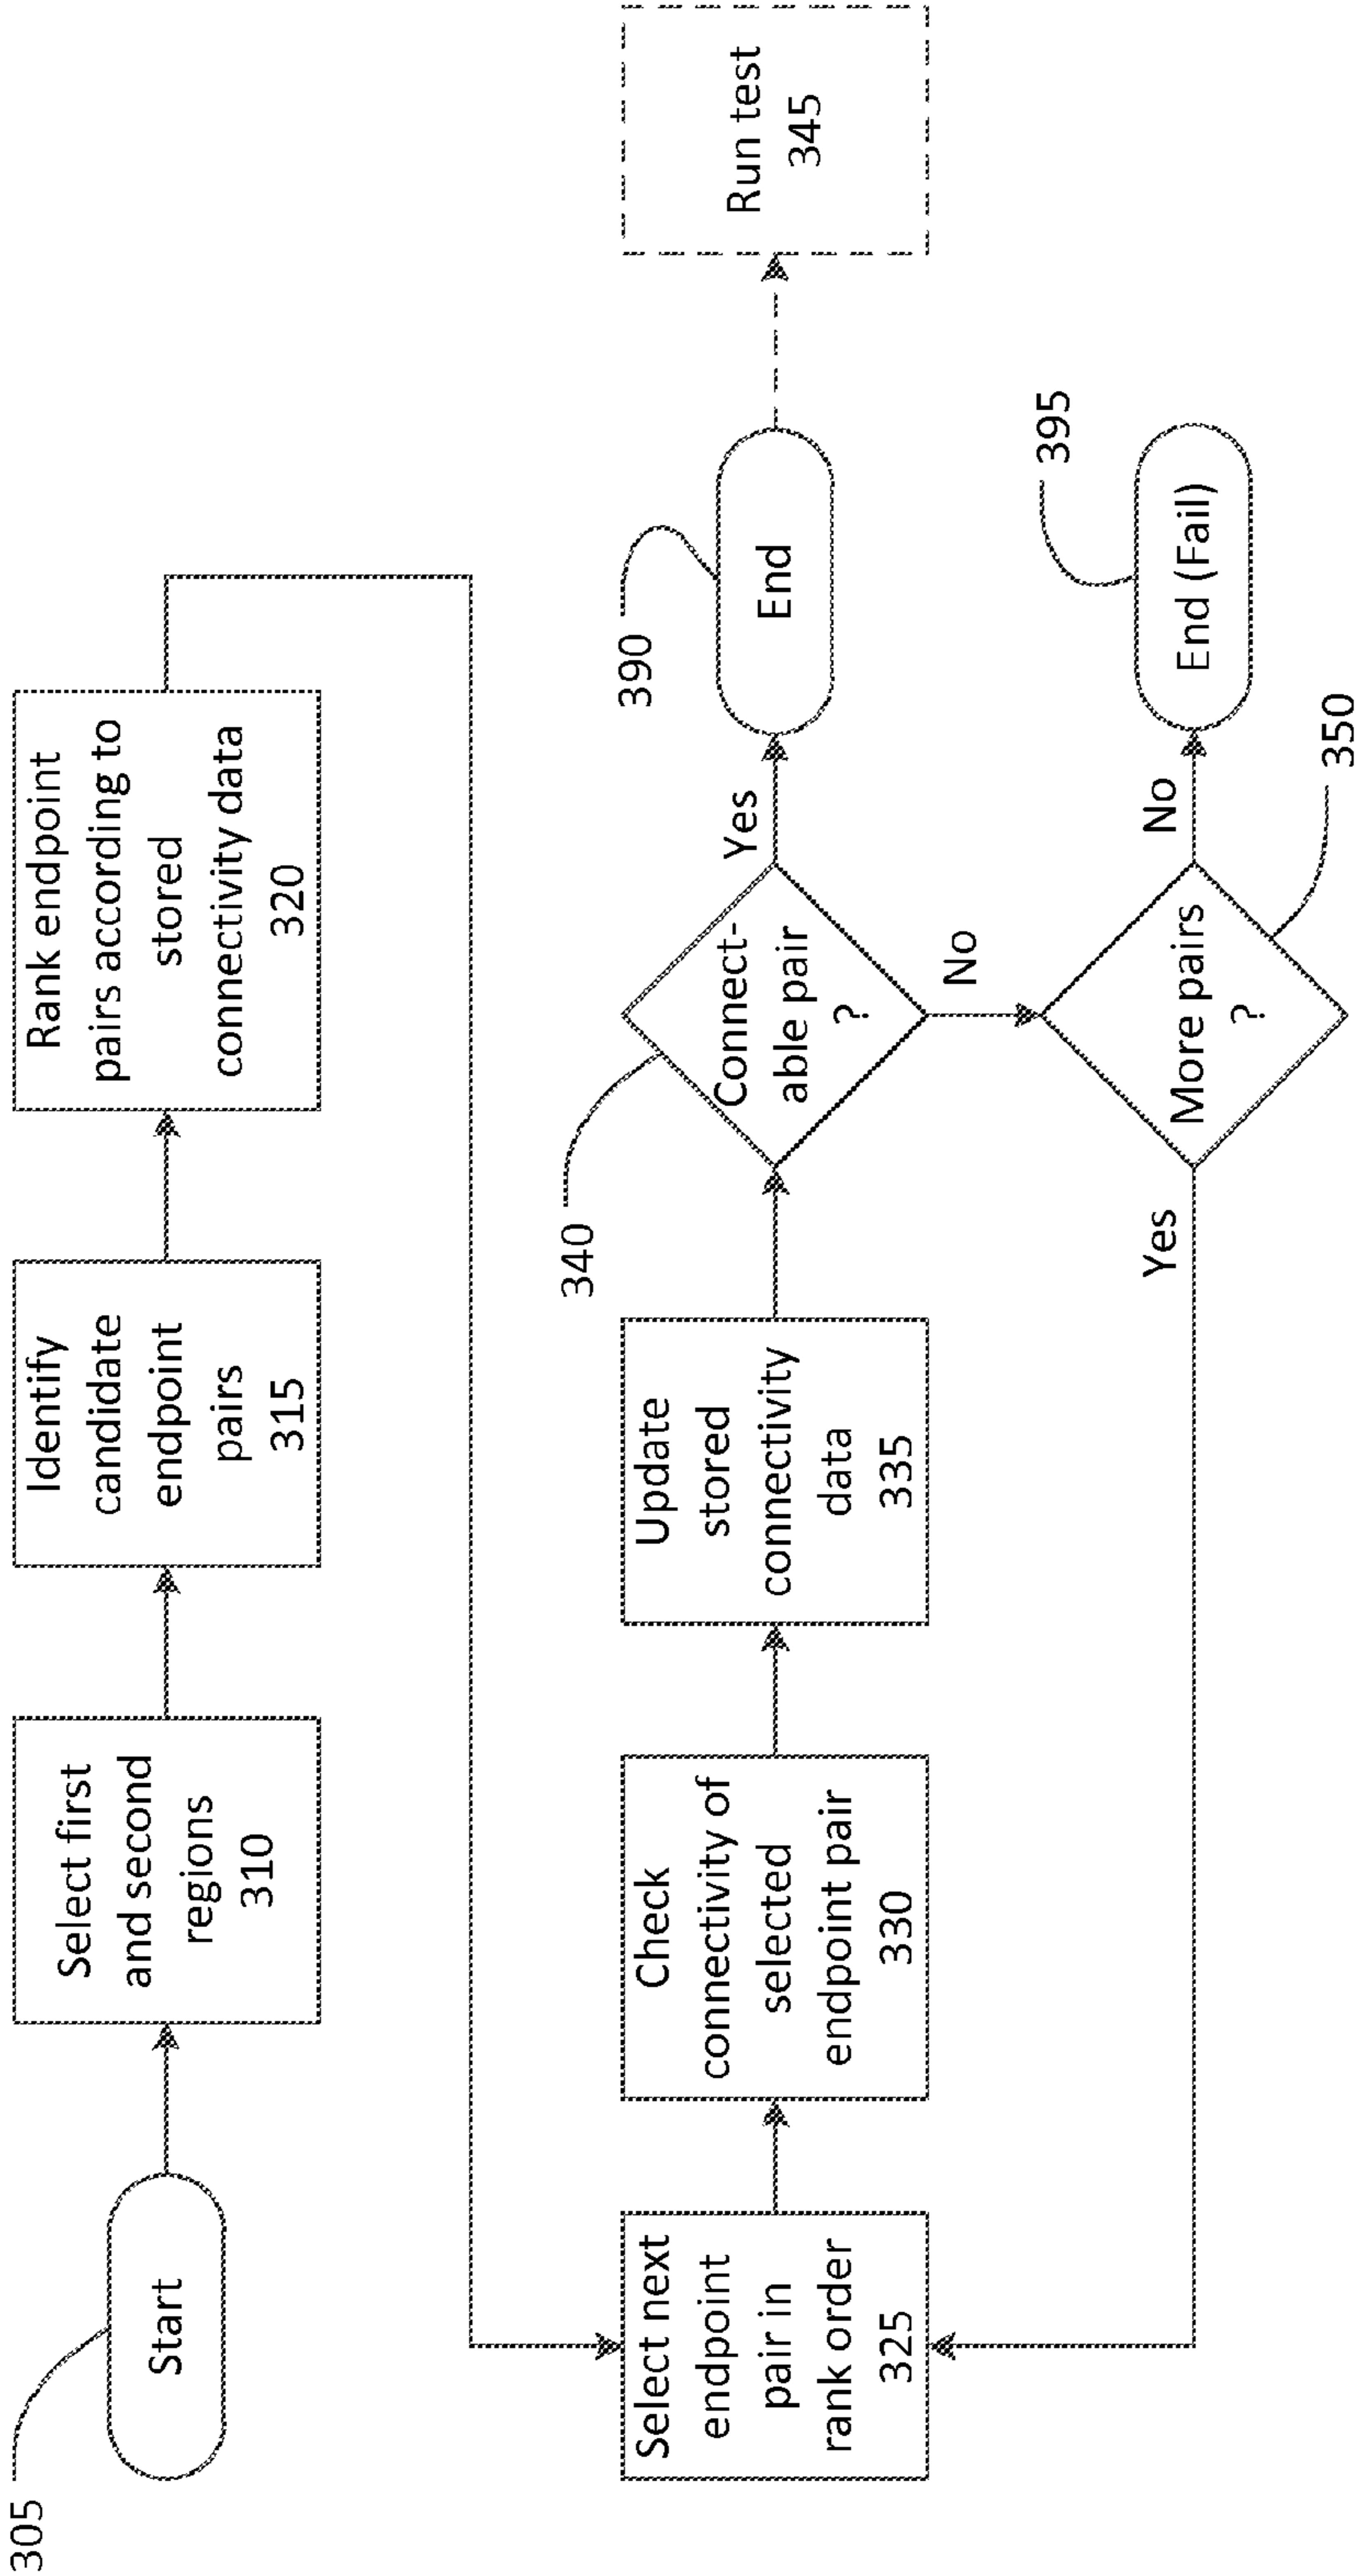 305
Start
Select first
and second
regions
310
Identify
candidate
endpoint
pairs
315
Rank endpoint
pairs according to
stored
connectivity data
320
Select next
endpoint
pair in
rank order
325
Check
connectivity of
selected
endpoint pair
330
Update
stored
connectivity
data
335
340
Connect-
able pair
?
Yes
390
End
Run test
345
No
More pairs
?
350
Yes
No
395
End (Fail)